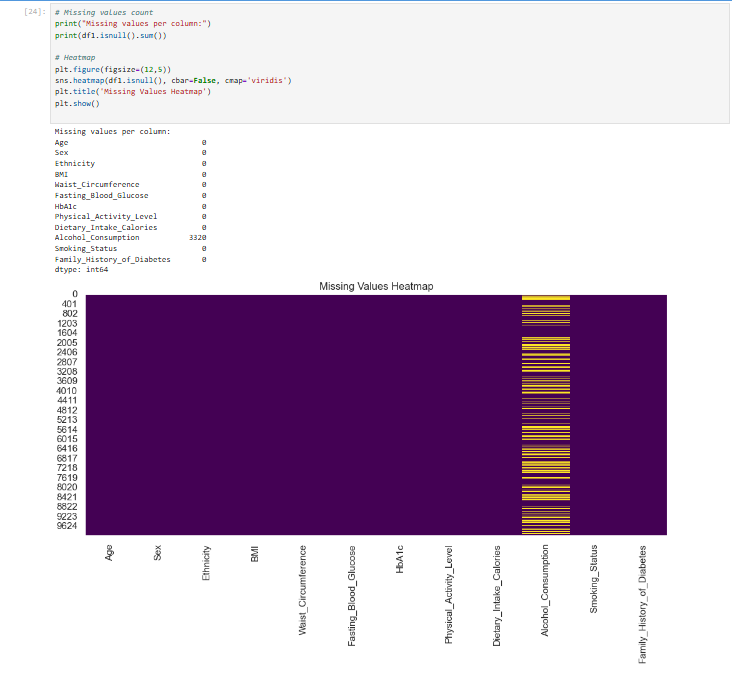 [24]:
# Missing values count
print("Missing values per column:")
print(df1.isnull().sum())
# Heatmap
plt.figure(figsize=(12,5))
sns.heatmap(df1.isnull(), cbar=False, cmap='viridis')
plt.title('Missing Values Heatmap')
plt.show()
Missing values per column:
Age 0
Sex 0
Ethnicity 0
BMI 0
Waist_Circumference 0
Fasting_Blood_Glucose 0
HbA1c 0
Physical_Activity_Level 0
Dietary_Intake_Calories 0
Alcohol_Consumption 3320
Smoking_Status 0
Family_History_of_Diabetes 0
dtype: int64
Missing Values Heatmap
0
401
802
1203
1604
2005
2406
2807
3208
3609
4010
4411
4812
5213
5614
6015
6416
6817
7218
7619
8020
8421
8822
9223
9624
Age
Sex
Ethnicity
BMI
Waist_Circumference
Fasting_Blood_Glucose
HbA1c
Physical_Activity_Level
Dietary_Intake_Calories
Alcohol_Consumption
Smoking_Status
Family_History_of_Diabetes